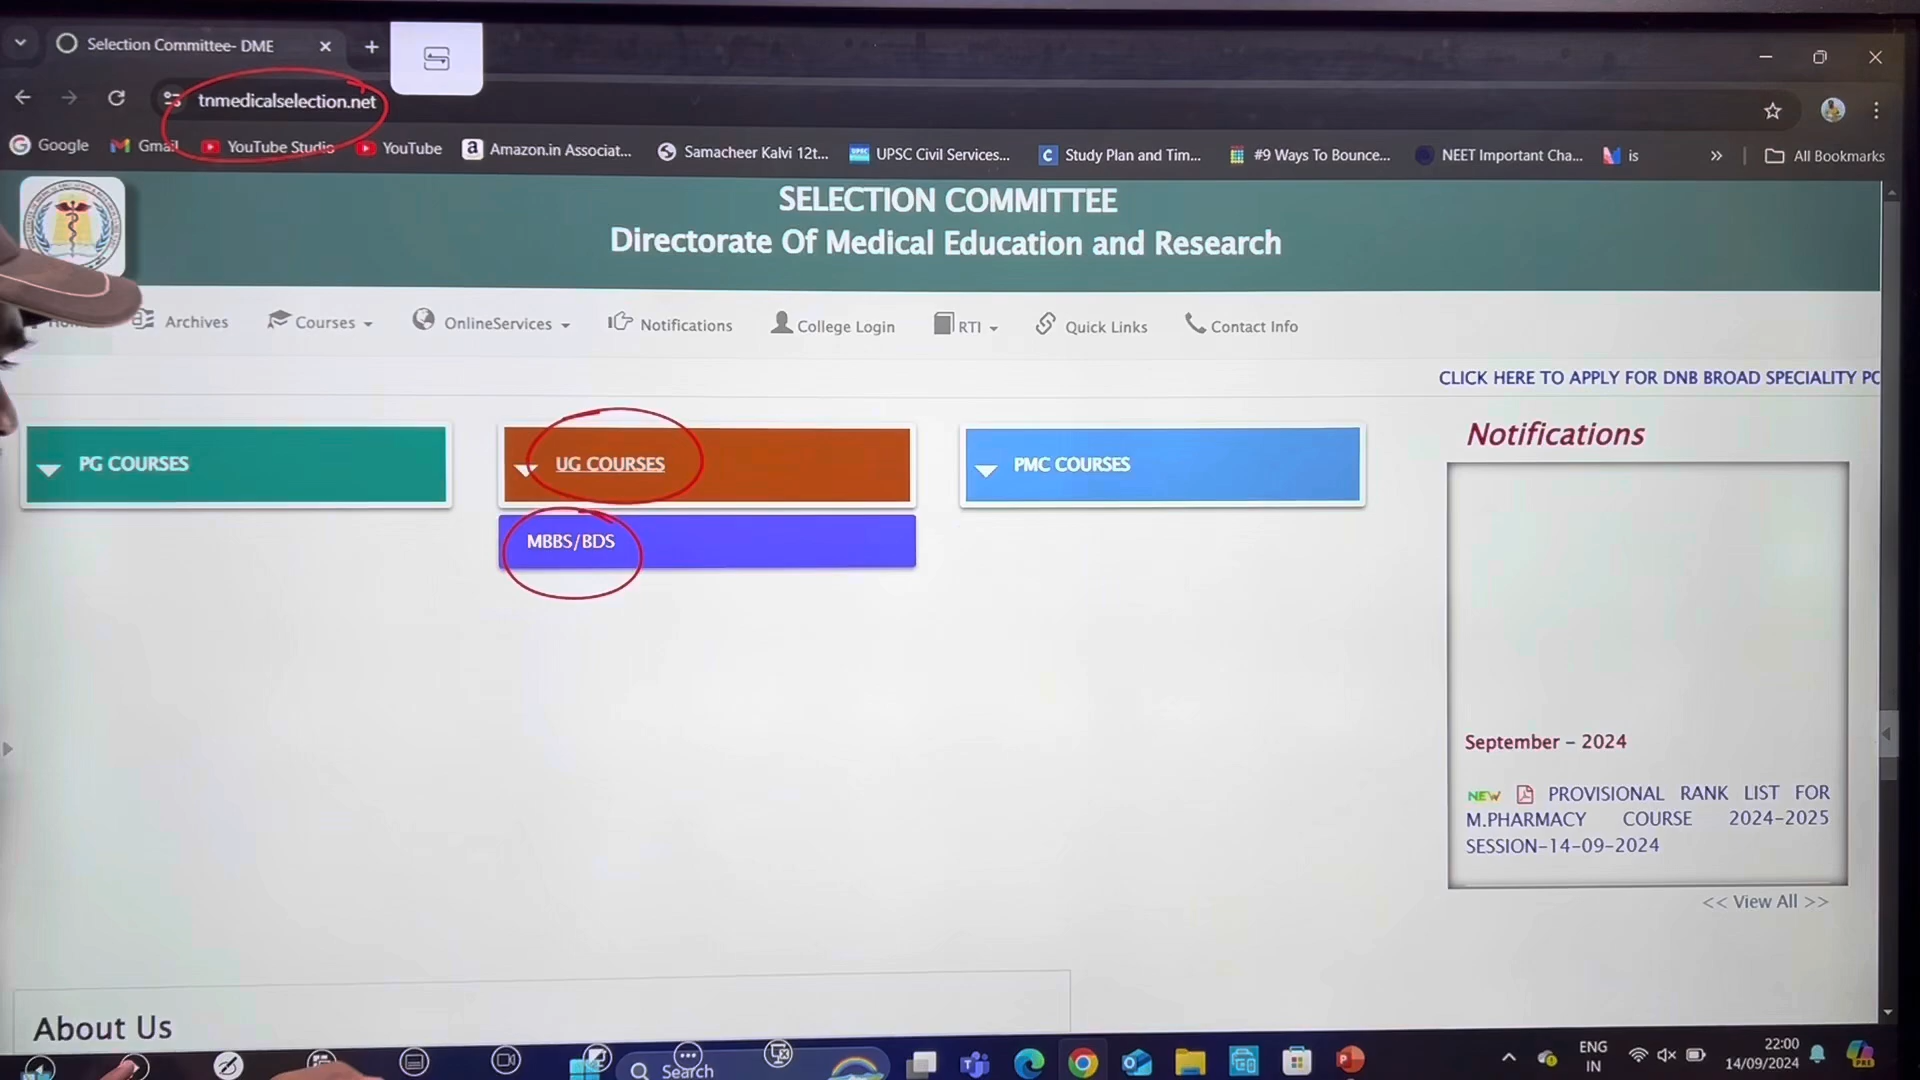 Selection Committee- DME
tnmedicalselection.net
Google
Gmail
YouTube Studio
YouTube
Amazon.in Associat...
Samacheer Kalvi 12t...
UPSC Civil Services...
Study Plan and Tim...
#9 Ways To Bounce...
NEET Important Cha...
is
»
All Bookmarks
SELECTION COMMITTEE
Directorate Of Medical Education and Research
Archives
Courses
OnlineServices
Notifications
College Login
RTI
Quick Links
Contact Info
CLICK HERE TO APPLY FOR DNB BROAD SPECIALITY PC
PG COURSES
UG COURSES
PMC COURSES
MBBS/BDS
Notifications
September - 2024
NEW PROVISIONAL RANK LIST FOR
M.PHARMACY COURSE 2024-2025
SESSION-14-09-2024
<< View All >>
About Us
Search
ENG
IN
22:00
14/09/2024